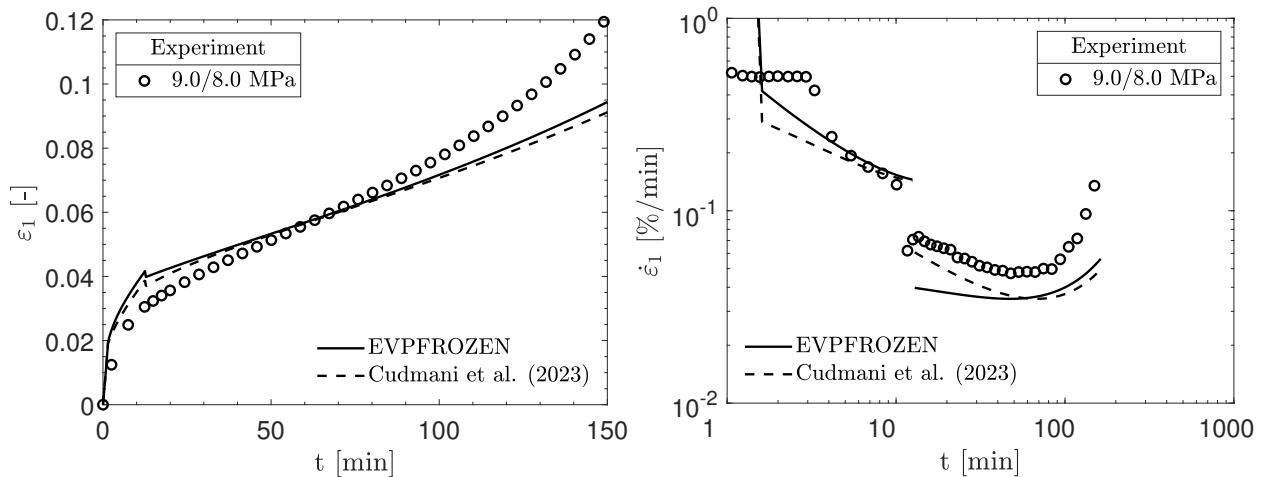 0.12
0.1
0.08
0.06
0.04
0.02
0
ε₁ [-]
Experiment
9.0/8.0 MPa
EVPFROZEN
Cudmani et al. (2023)
0
50
100
150
t [min]
10⁰
10⁻¹
10⁻²
ε̇₁ [%/min]
Experiment
9.0/8.0 MPa
EVPFROZEN
Cudmani et al. (2023)
1
10
100
1000
t [min]